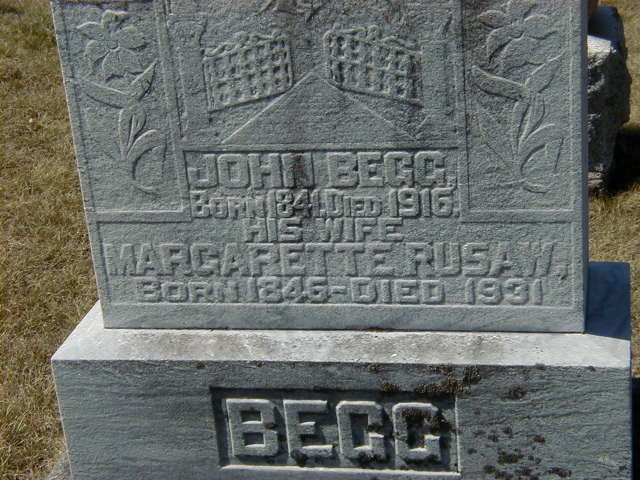 JOHN BEGG,
BORN 1841, DIED 1916.
HIS WIFE
MARGARETTE RUSAW,
BORN 1846-DIED 1931
BEGG